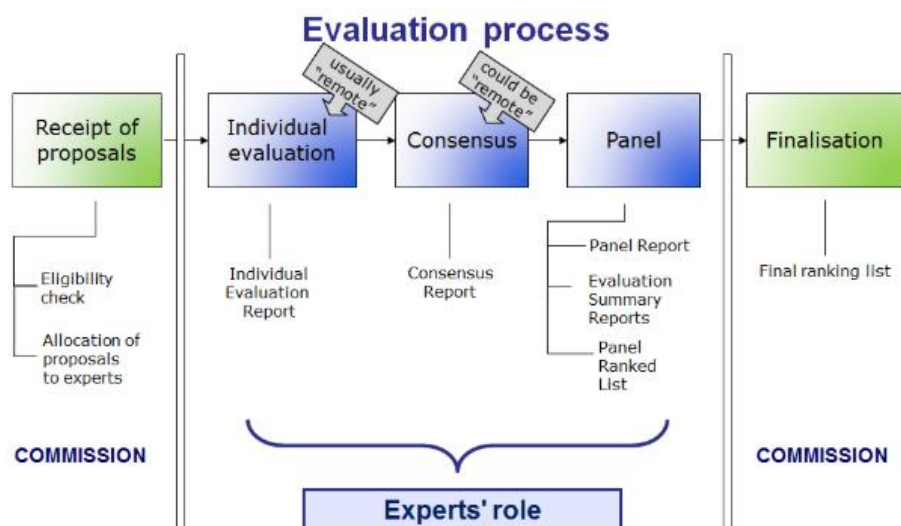 Evaluation process
usually
"remote"
could be
"remote"
Receipt of
proposals
Individual
evaluation
Consensus
Panel
Finalisation
Eligibility
check
Allocation of
proposals
to experts
Individual
Evaluation
Report
Consensus
Report
Panel Report
Evaluation
Summary
Reports
Panel
Ranked
List
Final ranking list
COMMISSION
COMMISSION
Experts' role